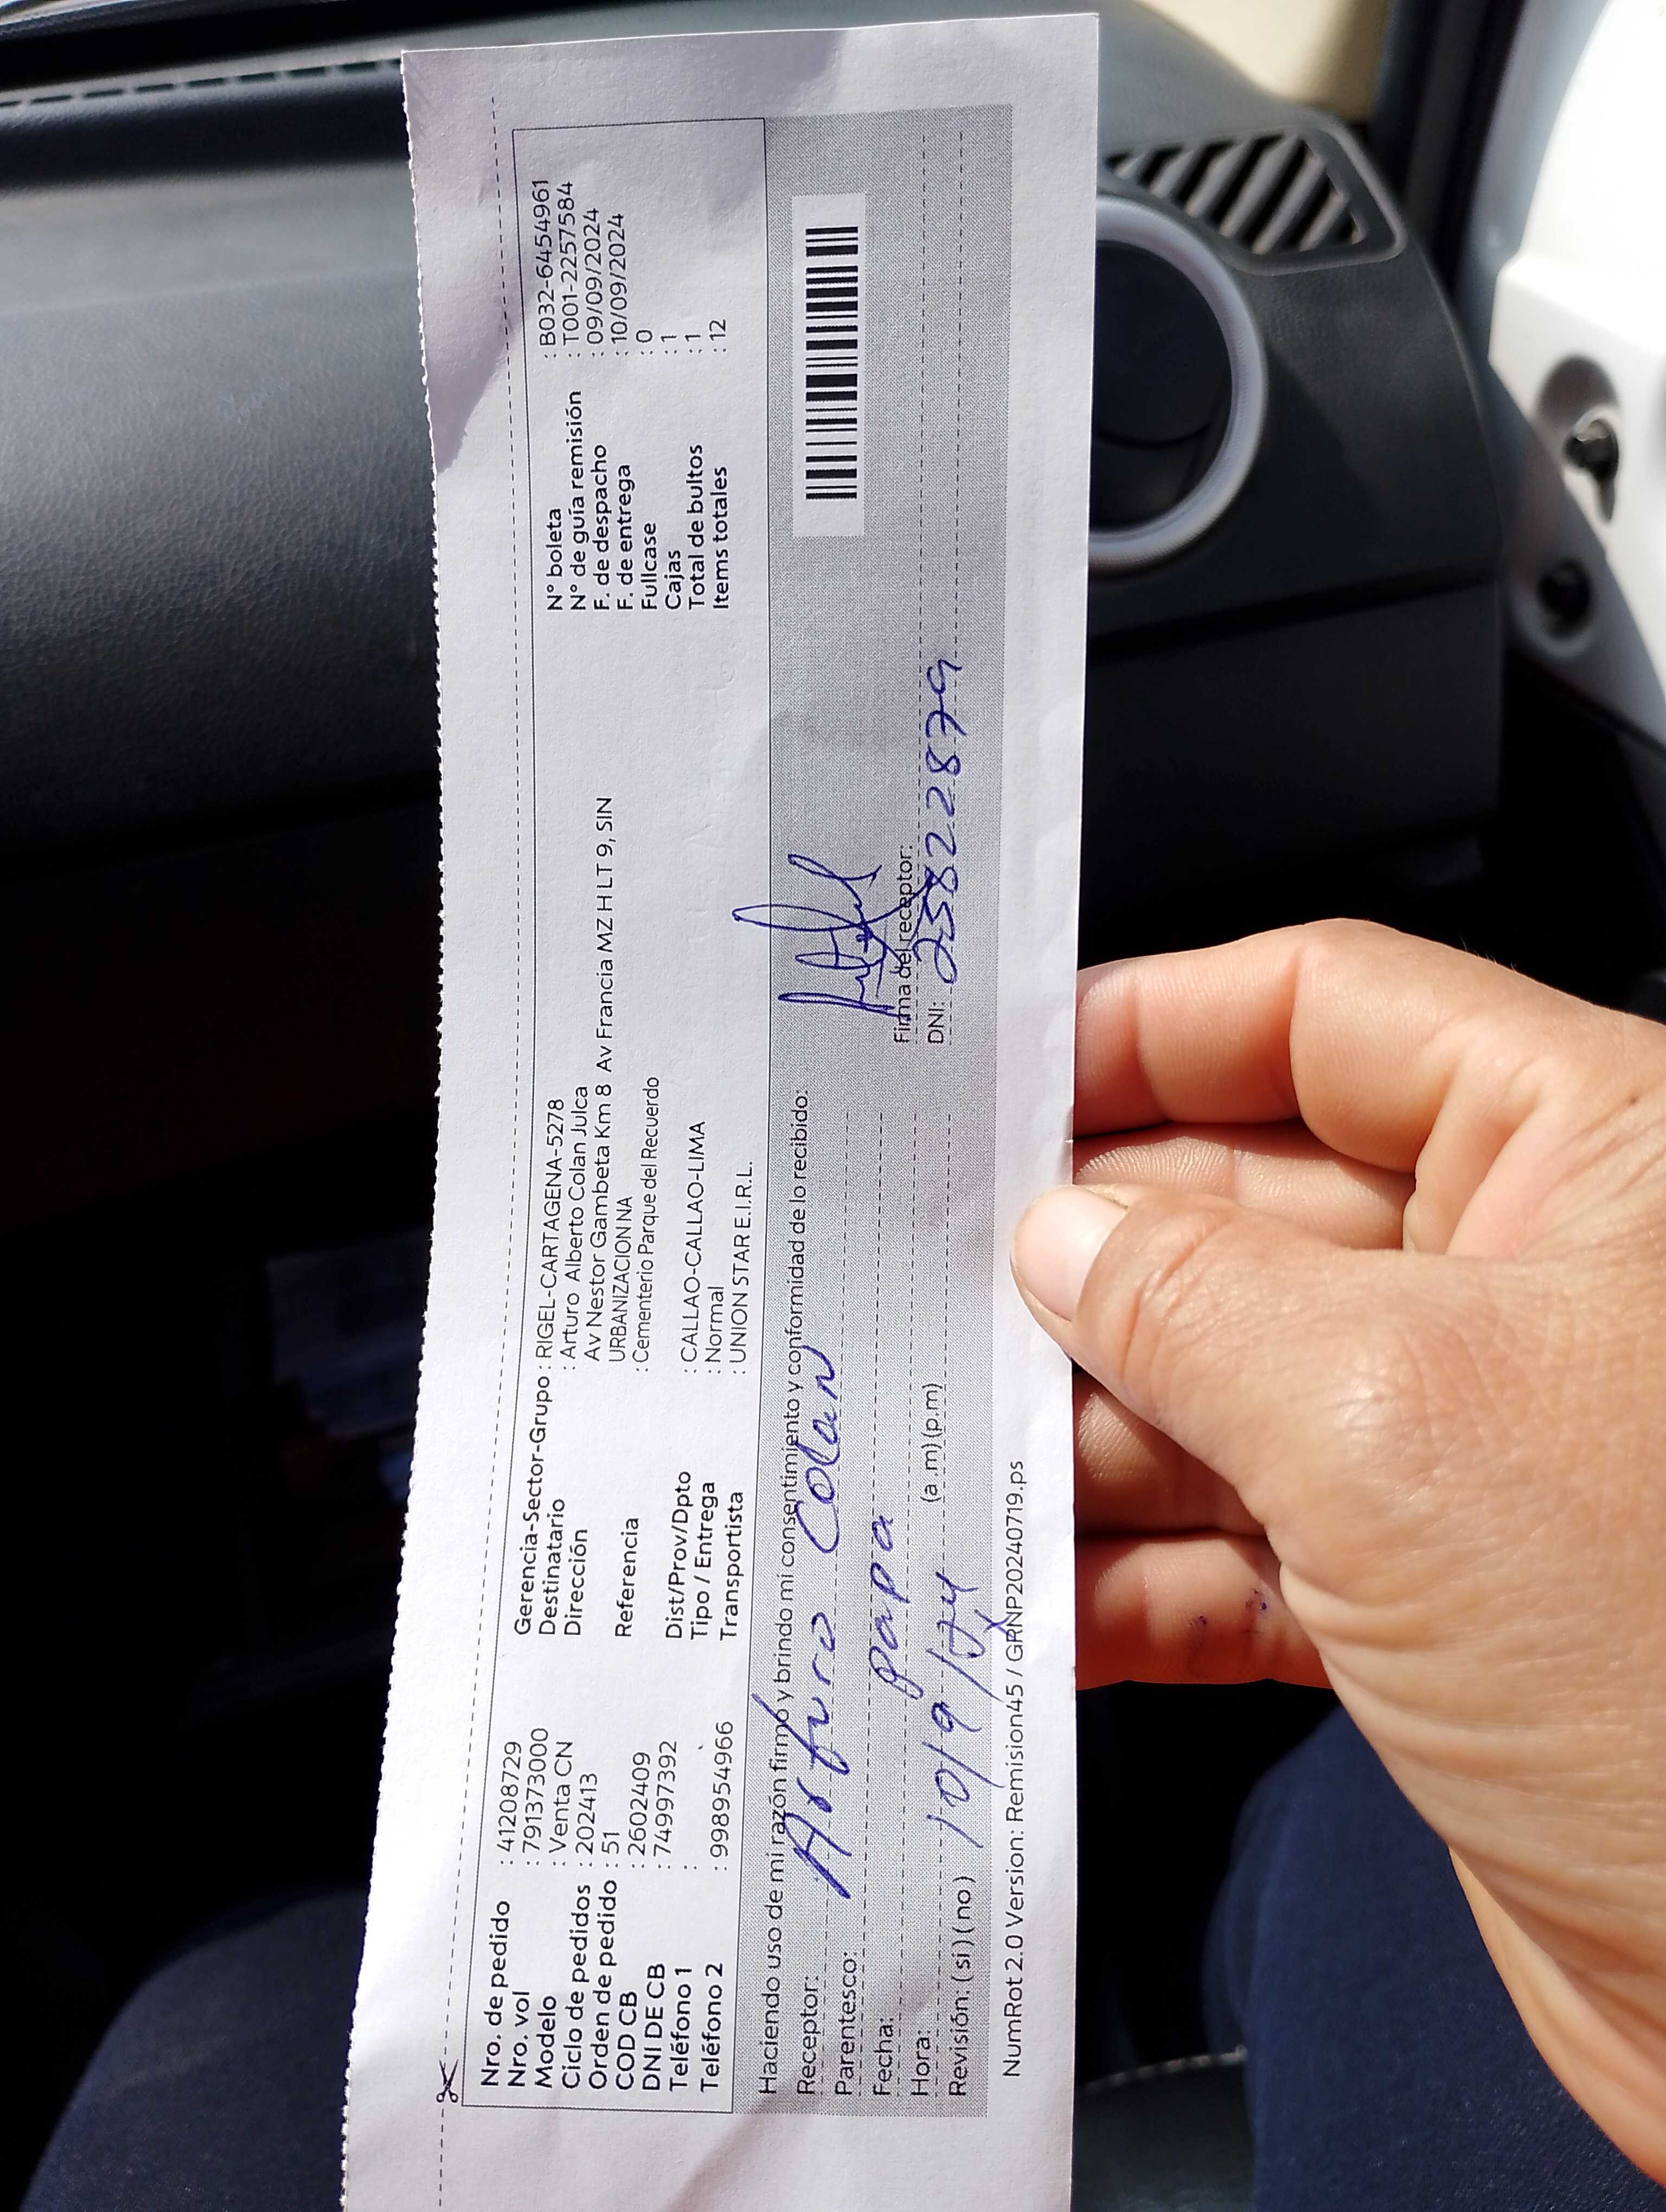 Nro. de pedido : 41208729
Nro. vol : 791373000
Modelo : Venta CN
Ciclo de pedidos : 202413
Orden de pedido : 51
COD CB : 2602409
DNI DE CB : 74997392
Teléfono 1 :
Teléfono 2 : 998954966
Gerencia-Sector-Grupo : RIGEL-CARTAGENA-5278
Destinatario : Arturo Alberto Colan Julca
Dirección Av Nestor Gambeta Km 8 Av Francia MZ H LT 9, SIN
URBANIZACION NA
Referencia : Cementerio Parque del Recuerdo
Dist/Prov/Dpto : CALLAO-CALLAO-LIMA
Tipo / Entrega : Normal
Transportista : UNION STAR E.I.R.L.
N° boleta : B032-6454961
N° de guía remisión : T001-2257584
F. de despacho : 09/09/2024
F. de entrega : 10/09/2024
Fullcase : 0
Cajas : 1
Total de bultos : 1
Items totales : 12
Haciendo uso de mi razón firmo y brindo mi consentimiento y conformidad de lo recibido:
Receptor: Arturo Colan
Parentesco: papa
Fecha: 10/9/24
Hora: (a.m) (p.m)
Revisión. ( si ) ( no )
Firma del receptor:
DNI: 25822879
NumRot 2.0 Version: Remision45 / GRNP20240719.ps